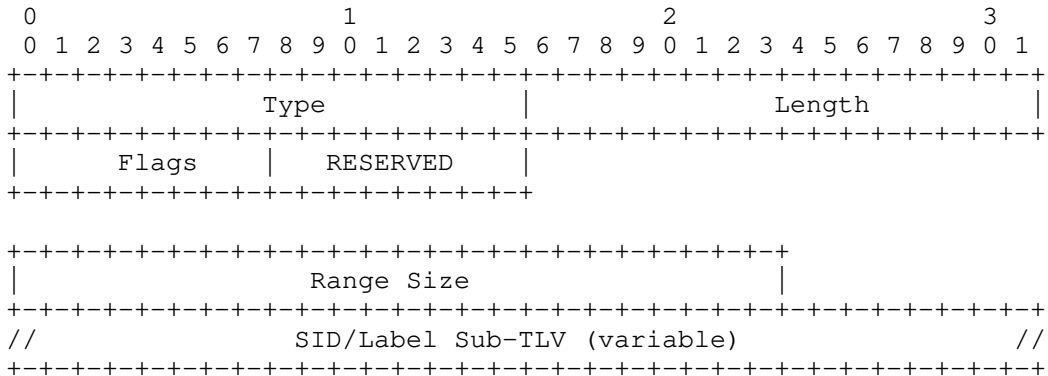 0                   1                   2                   3
 0 1 2 3 4 5 6 7 8 9 0 1 2 3 4 5 6 7 8 9 0 1 2 3 4 5 6 7 8 9 0 1
+-+-+-+-+-+-+-+-+-+-+-+-+-+-+-+-+-+-+-+-+-+-+-+-+-+-+-+-+-+-+-+-+
|               Type            |               Length          |
+-+-+-+-+-+-+-+-+-+-+-+-+-+-+-+-+-+-+-+-+-+-+-+-+-+-+-+-+-+-+-+-+
|      Flags    |   RESERVED    |
+-+-+-+-+-+-+-+-+-+-+-+-+-+-+-+-+

+-+-+-+-+-+-+-+-+-+-+-+-+-+-+-+-+-+-+-+-+-+-+-+-+
|                  Range Size                   |
+-+-+-+-+-+-+-+-+-+-+-+-+-+-+-+-+-+-+-+-+-+-+-+-+-+-+-+-+-+-+-+-+
//                SID/Label Sub-TLV (variable)                 //
+-+-+-+-+-+-+-+-+-+-+-+-+-+-+-+-+-+-+-+-+-+-+-+-+-+-+-+-+-+-+-+-+